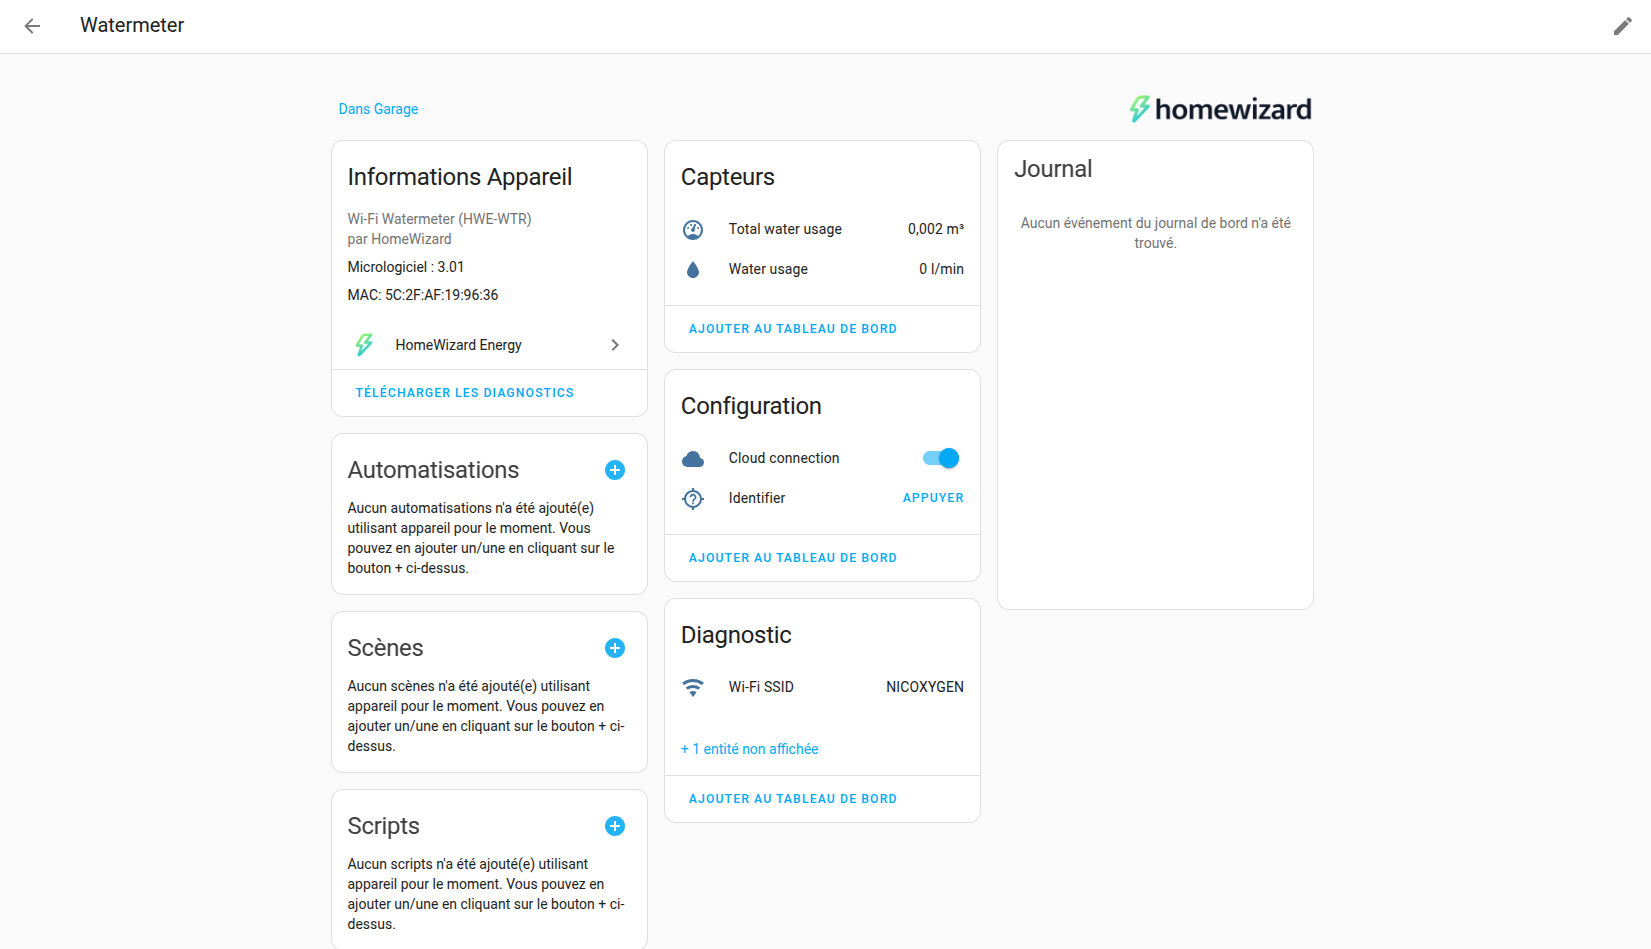 Watermeter
Dans Garage
homewizard
Informations Appareil
Wi-Fi Watermeter (HWE-WTR)
par HomeWizard
Micrologiciel : 3.01
MAC: 5C:2F:AF:19:96:36
HomeWizard Energy
TÉLÉCHARGER LES DIAGNOSTICS
Automatisations
Aucun automatisations n'a été ajouté(e)
utilisant appareil pour le moment. Vous
pouvez en ajouter un/une en cliquant sur le
bouton + ci-dessus.
Scènes
Aucun scènes n'a été ajouté(e) utilisant
appareil pour le moment. Vous pouvez en
ajouter un/une en cliquant sur le bouton + ci-
dessus.
Scripts
Aucun scripts n'a été ajouté(e) utilisant
appareil pour le moment. Vous pouvez en
ajouter un/une en cliquant sur le bouton + ci-
dessus.
Capteurs
Total water usage 0,002 m³
Water usage 0 l/min
AJOUTER AU TABLEAU DE BORD
Configuration
Cloud connection
Identifier APPUYER
AJOUTER AU TABLEAU DE BORD
Diagnostic
Wi-Fi SSID NICOXYGEN
+ 1 entité non affichée
AJOUTER AU TABLEAU DE BORD
Journal
Aucun événement du journal de bord n'a été
trouvé.